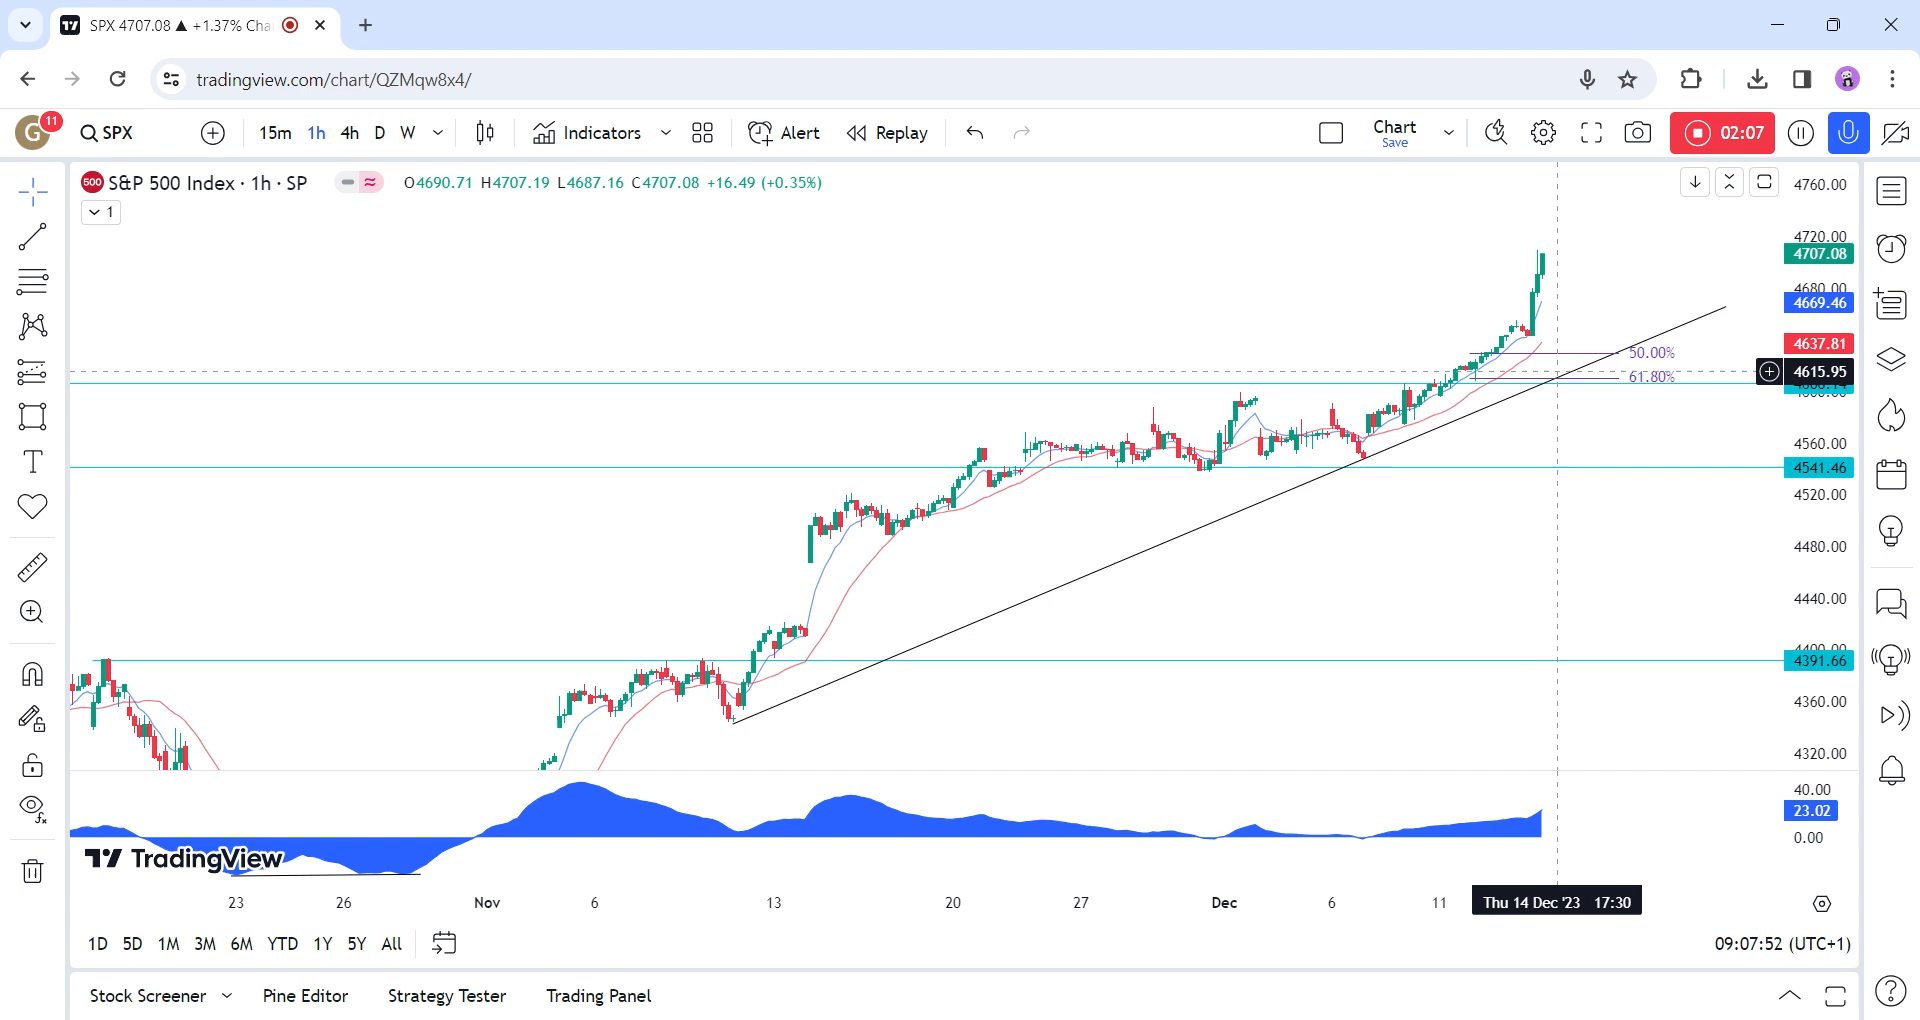 SPX 4707.08 ▲ +1.37% Cha
tradingview.com/chart/QZMqw8x4/
G 11 SPX 15m 1h 4h D W Indicators Alert Replay Chart Save 02:07
500 S&P 500 Index · 1h · SP O4690.71 H4707.19 L4687.16 C4707.08 +16.49 (+0.35%)
1
4760.00
4720.00
4707.08
4680.00
4669.46
4637.81
50.00%
4615.95
61.80%
4560.00
4541.46
4520.00
4480.00
4440.00
4400.00
4391.66
4360.00
4320.00
40.00
23.02
0.00
TradingView
23 26 Nov 6 13 20 27 Dec 6 11 Thu 14 Dec '23 17:30
1D 5D 1M 3M 6M YTD 1Y 5Y All 09:07:52 (UTC+1)
Stock Screener Pine Editor Strategy Tester Trading Panel